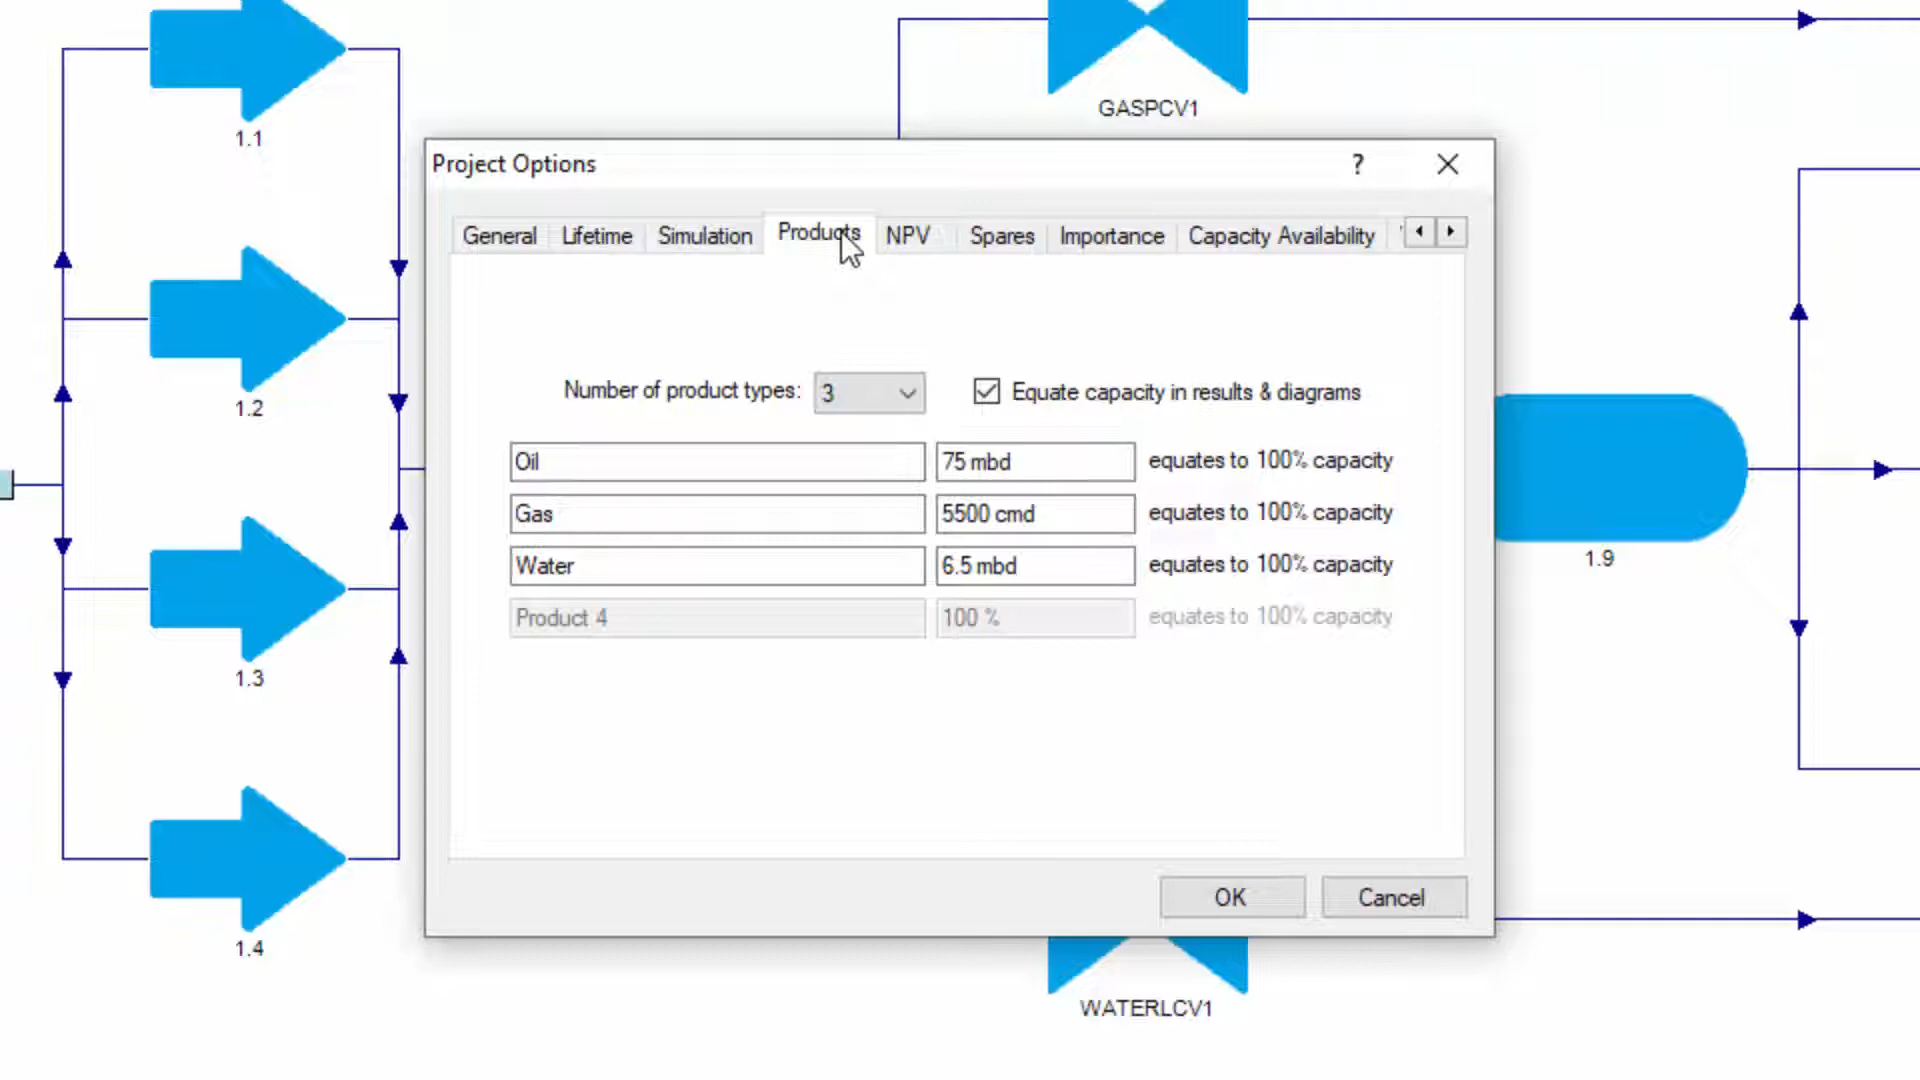 GASPCV1
1.1
Project Options
?
General Lifetime Simulation Products NPV Spares Importance Capacity Availability
Number of product types: 3 Equate capacity in results & diagrams
1.2
Oil 75 mbd equates to 100% capacity
Gas 5500 cmd equates to 100% capacity
Water 6.5 mbd equates to 100% capacity
1.9
Product 4 100 % equates to 100% capacity
1.3
OK Cancel
1.4
WATERLCV1